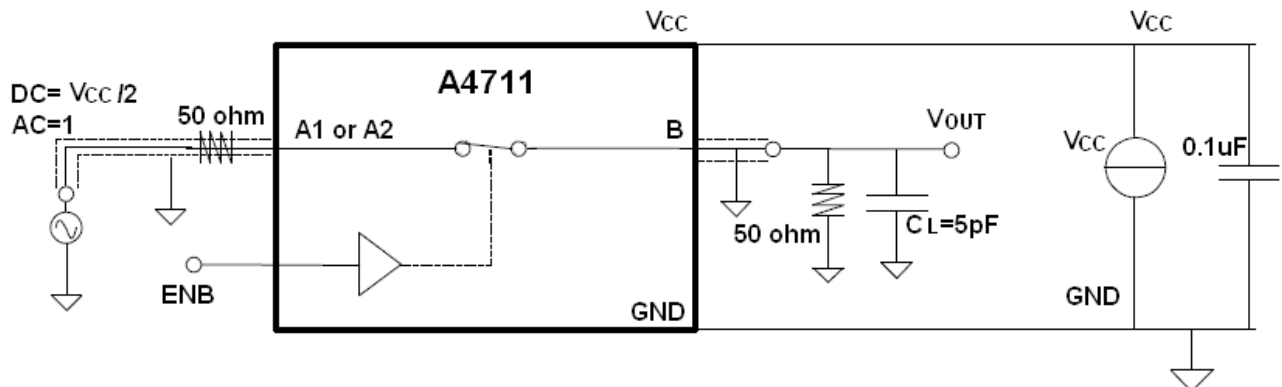 VCC
VCC
A4711
DC= VCC /2
AC=1
50 ohm
A1 or A2
B
VOUT
VCC
0.1uF
50 ohm
CL=5pF
ENB
GND
GND